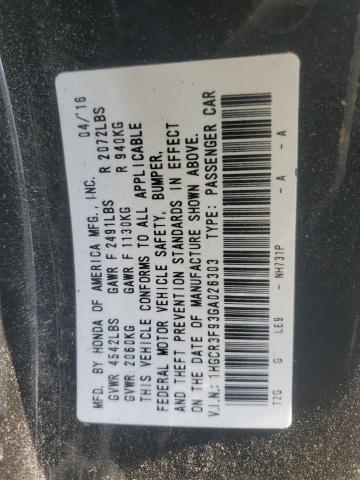 MFD. BY HONDA OF AMERICA MFG., INC. 04/'16
GVWR 4542LBS GAWR F 2491LBS R 2072LBS
GVWR 2060KG GAWR F 1130KG R 940KG
THIS VEHICLE CONFORMS TO ALL APPLICABLE
FEDERAL MOTOR VEHICLE SAFETY, BUMPER,
AND THEFT PREVENTION STANDARDS IN EFFECT
ON THE DATE OF MANUFACTURE SHOWN ABOVE.
V.I.N.: 1HGCR3F93GA026303 TYPE: PASSENGER CAR
T2G G LE9 - NH731P - A - A